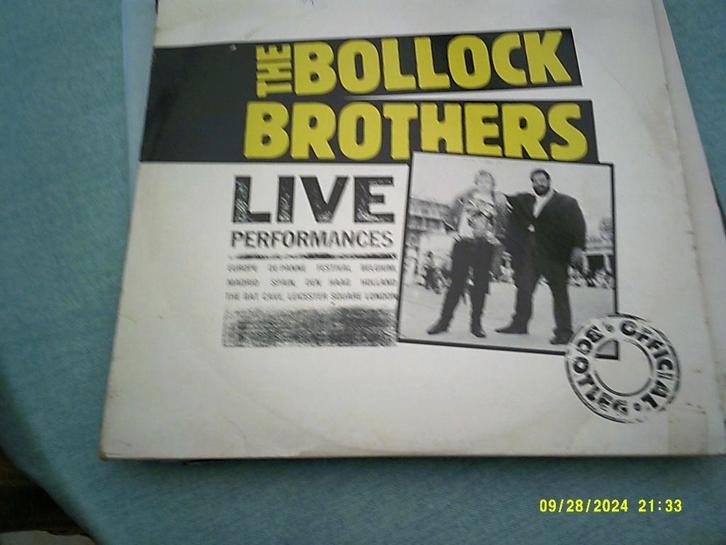 THE BOLLOCK
BROTHERS
LIVE
PERFORMANCES
EUROPE DE-PANNE FESTIVAL BELGIUM
MADRID SPAIN DEN HAAG HOLLAND
THE BAT CAVE, LEICESTER SQUARE LONDON
OFFICIAL
BOOTLEG
09/28/2024 21:33